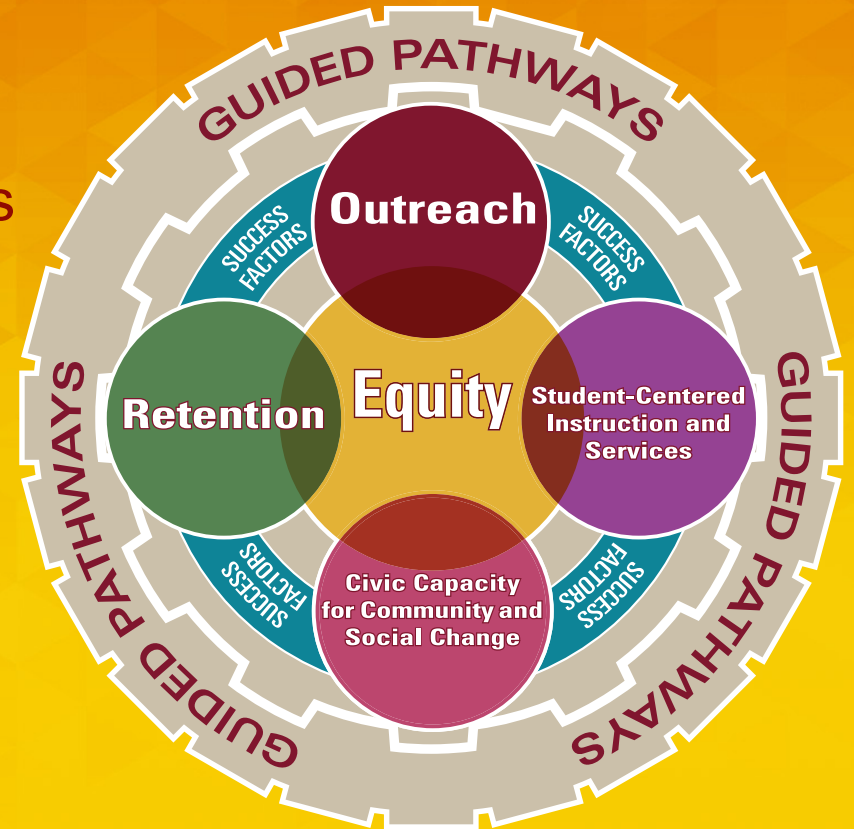 GUIDED PATHWAYS
S
Outreach
SUCCESS
FACTORS
SUCCESS
FACTORS
Retention
Equity
Student-Centered
Instruction and
Services
GUIDED PATHWAYS
GUIDED PATHWAYS
SUCCESS
FACTORS
SUCCESS
FACTORS
Civic Capacity
for Community and
Social Change